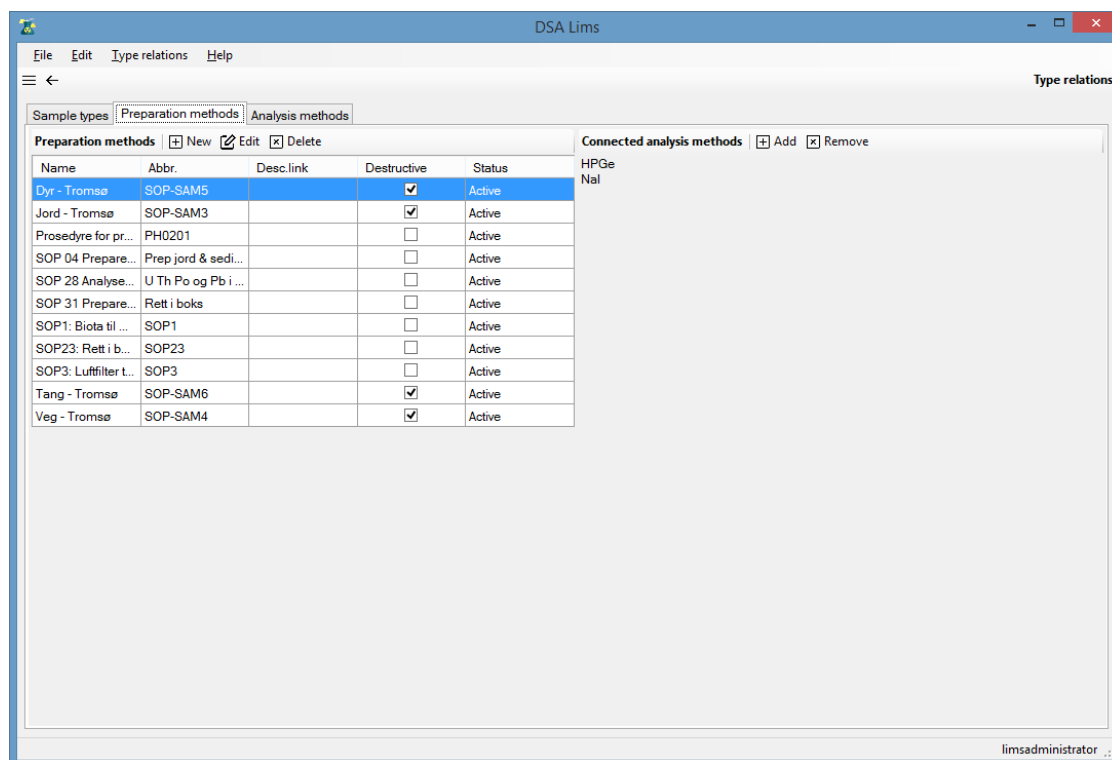 DSA Lims
File Edit Type relations Help
Type relations
Sample types Preparation methods Analysis methods
Preparation methods New Edit Delete
Connected analysis methods Add Remove
Name Abbr. Desc.link Destructive Status
HPGe
NaI
Dyr - Tromsø SOP-SAM5 Active
Jord - Tromsø SOP-SAM3 Active
Prosedyre for pr... PH0201 Active
SOP 04 Prepare... Prep jord & sedi... Active
SOP 28 Analyse... U Th Po og Pb i ... Active
SOP 31 Prepare... Rett i boks Active
SOP1: Biota til ... SOP1 Active
SOP23: Rett i b... SOP23 Active
SOP3: Luftfilter t... SOP3 Active
Tang - Tromsø SOP-SAM6 Active
Veg - Tromsø SOP-SAM4 Active
limsadministrator